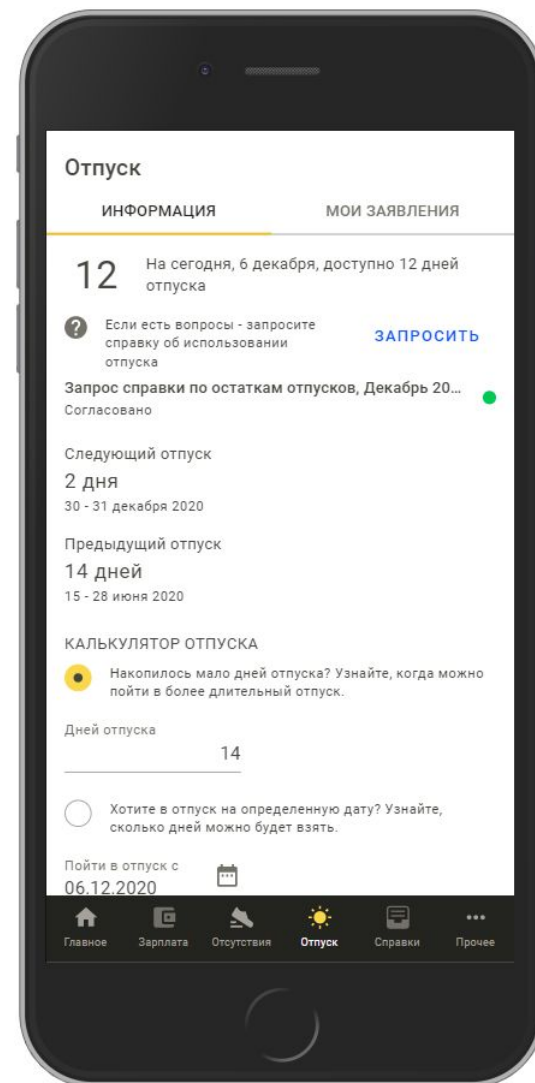 Отпуск
ИНФОРМАЦИЯ
МОИ ЗАЯВЛЕНИЯ
12
На сегодня, 6 декабря, доступно 12 дней
отпуска
Если есть вопросы - запросите
справку об использовании
отпуска
ЗАПРОСИТЬ
Запрос справки по остаткам отпусков, Декабрь 20...
Согласовано
Следующий отпуск
2 дня
30 - 31 декабря 2020
Предыдущий отпуск
14 дней
15 - 28 июня 2020
КАЛЬКУЛЯТОР ОТПУСКА
Накопилось мало дней отпуска? Узнайте, когда можно
пойти в более длительный отпуск.
Дней отпуска
14
Хотите в отпуск на определенную дату? Узнайте,
сколько дней можно будет взять.
Пойти в отпуск с
06.12.2020
Главное
Зарплата
Отсутствия
Отпуск
Справки
Прочее